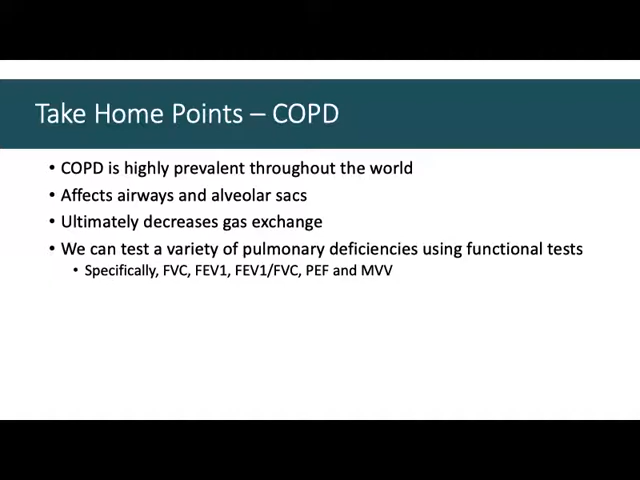 Take Home Points – COPD
• COPD is highly prevalent throughout the world
• Affects airways and alveolar sacs
• Ultimately decreases gas exchange
• We can test a variety of pulmonary deficiencies using functional tests
• Specifically, FVC, FEV1, FEV1/FVC, PEF and MVV